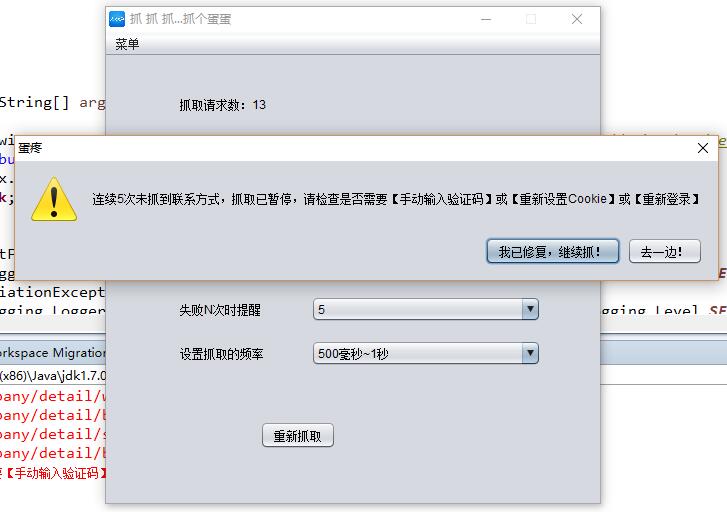 抓 抓 抓...抓个蛋蛋
菜单
String[] arg
抓取请求数：13
蛋疼
连续5次未抓到联系方式，抓取已暂停，请检查是否需要【手动输入验证码】或【重新设置Cookie】或【重新登录】
我已修复，继续抓！
去一边！
iationExcept
gging Logger
gging Level SE
失败N次时提醒
5
orkspace Migration
设置抓取的频率
500毫秒~1秒
(x86)\Java\jdk1.7.0
pany/detail/w
pany/detail/b
pany/detail/s
重新抓取
pany/detail/b
要【手动输入验证码】